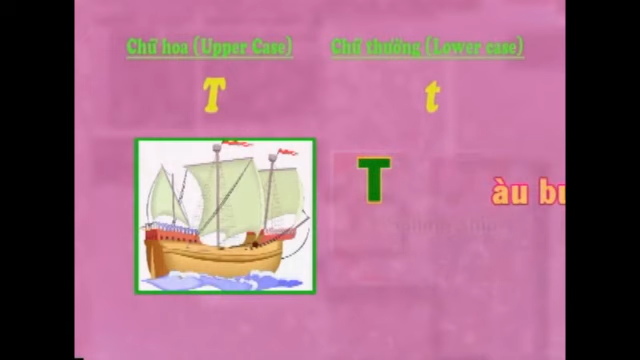 Chữ hoa (Upper Case) Chữ thường (Lower case)
T t
T àu bu